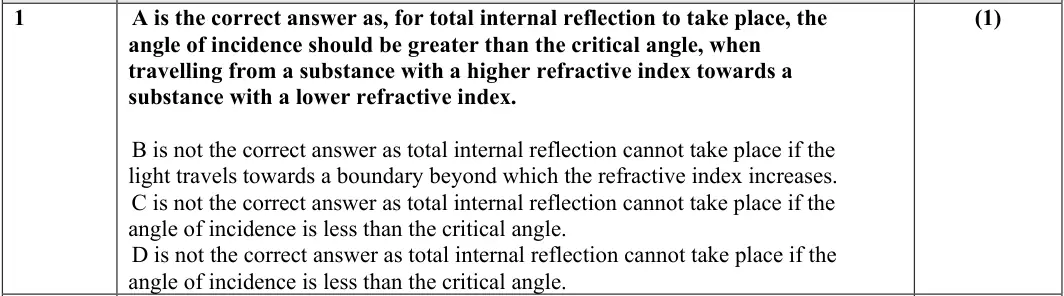 1 A is the correct answer as, for total internal reflection to take place, the (1)
angle of incidence should be greater than the critical angle, when
travelling from a substance with a higher refractive index towards a
substance with a lower refractive index.
B is not the correct answer as total internal reflection cannot take place if the
light travels towards a boundary beyond which the refractive index increases.
C is not the correct answer as total internal reflection cannot take place if the
angle of incidence is less than the critical angle.
D is not the correct answer as total internal reflection cannot take place if the
angle of incidence is less than the critical angle.